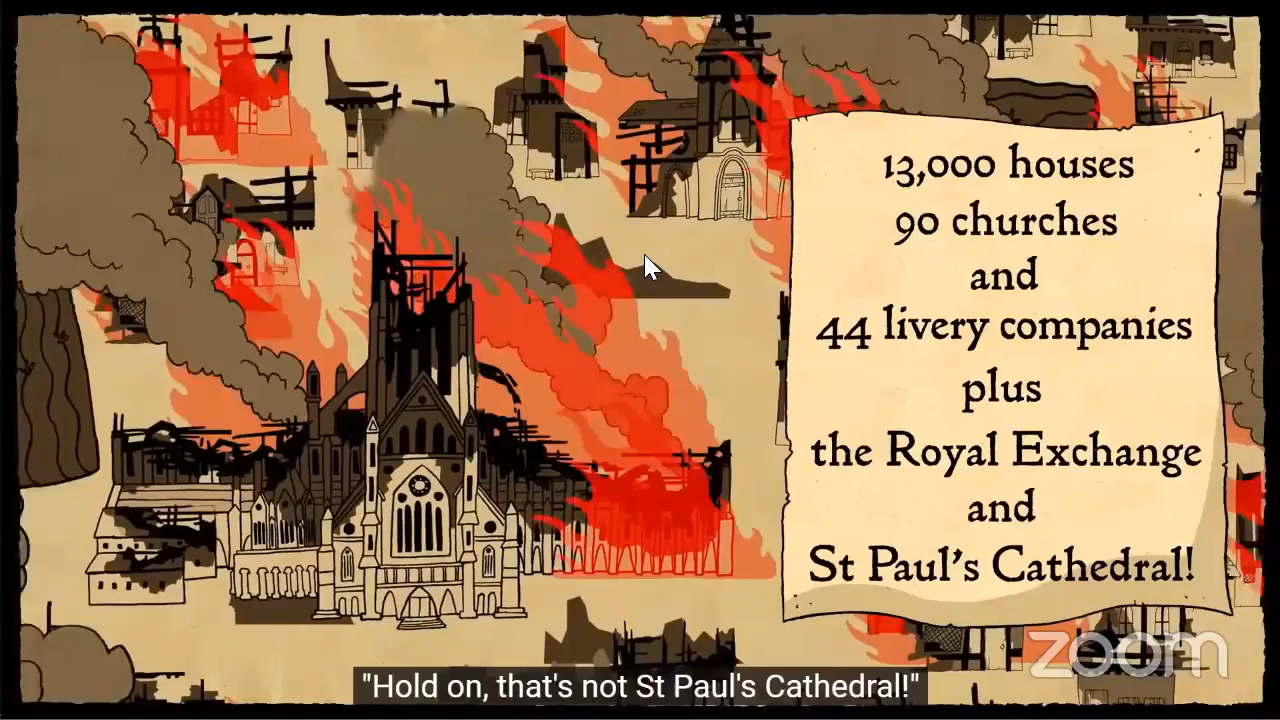 13,000 houses
90 churches
and
44 livery companies
plus
the Royal Exchange
and
St Paul's Cathedral!
zoom
"Hold on, that's not St Paul's Cathedral!"